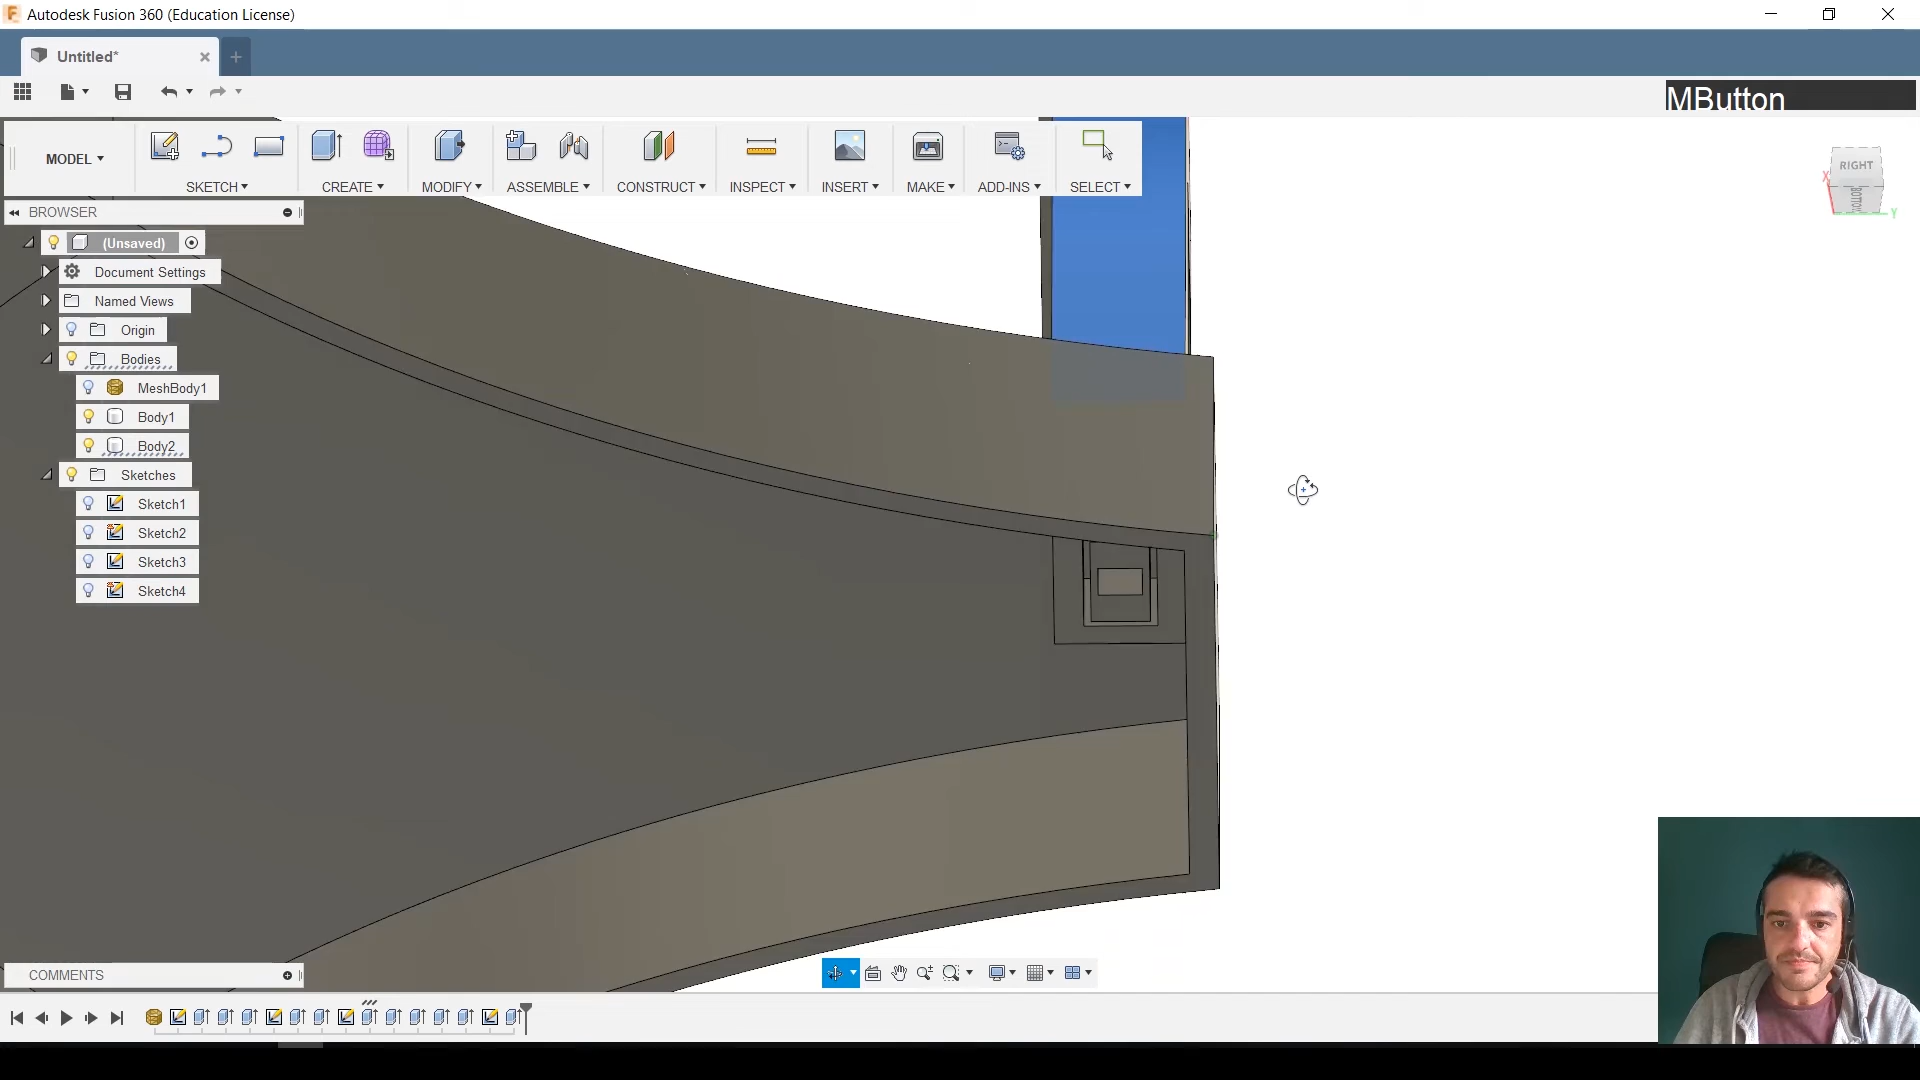 Autodesk Fusion 360 (Education License)
Untitled*
MButton
MODEL
SKETCH
CREATE
MODIFY
ASSEMBLE
CONSTRUCT
INSPECT
INSERT
MAKE
ADD-INS
SELECT
RIGHT
BOTTOM
X
Y
BROWSER
(Unsaved)
Document Settings
Named Views
Origin
Bodies
MeshBody1
Body1
Body2
Sketches
Sketch1
Sketch2
Sketch3
Sketch4
COMMENTS